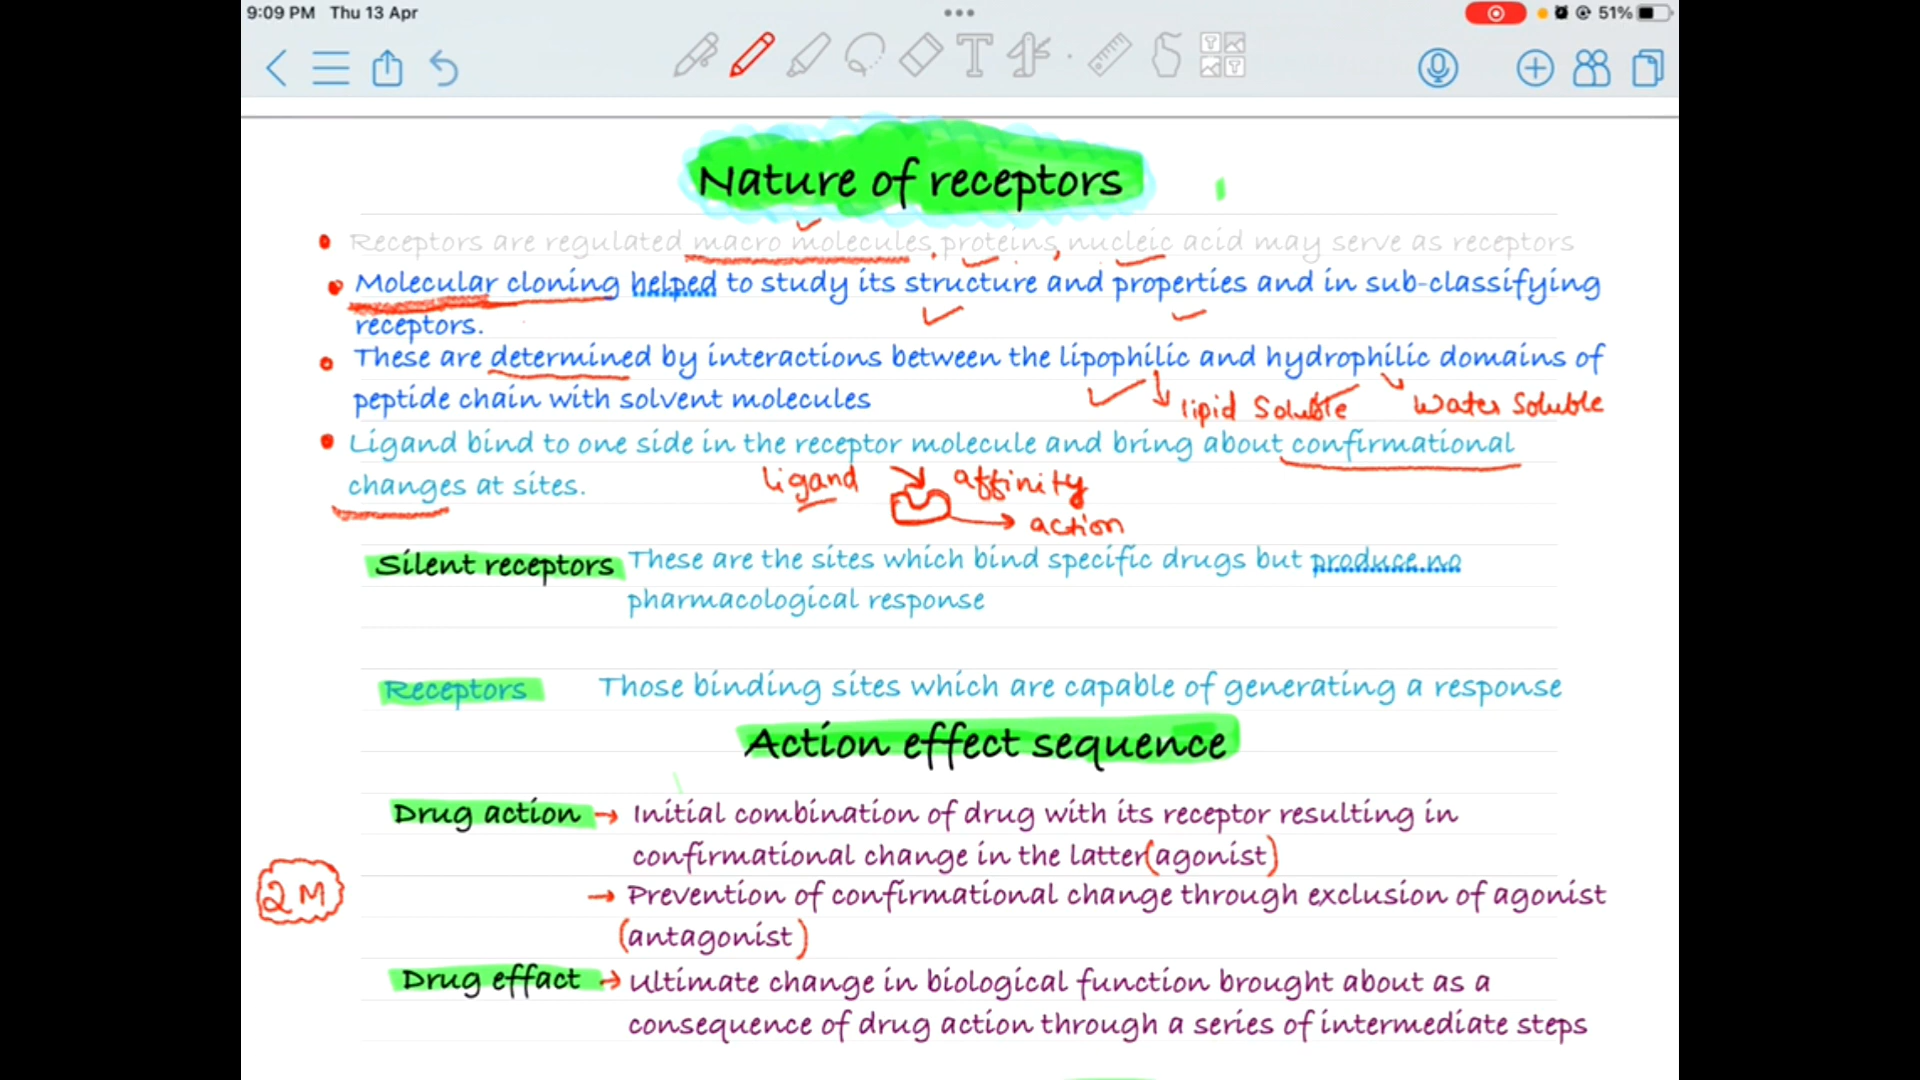 9:09 PM Thu 13 Apr
51%
Nature of receptors
Receptors are regulated macro molecules, proteins, nucleic acid may serve as receptors
Molecular cloning helped to study its structure and properties and in sub-classifying
receptors.
These are determined by interactions between the lipophilic and hydrophilic domains of
peptide chain with solvent molecules
lipid Soluble
Water Soluble
Ligand bind to one side in the receptor molecule and bring about confirmational
changes at sites.
ligand
affinity
action
Silent receptors These are the sites which bind specific drugs but produce no
pharmacological response
Receptors Those binding sites which are capable of generating a response
Action effect sequence
Drug action → Initial combination of drug with its receptor resulting in
confirmational change in the latter(agonist)
2M
→ Prevention of confirmational change through exclusion of agonist
(antagonist)
Drug effect → Ultimate change in biological function brought about as a
consequence of drug action through a series of intermediate steps